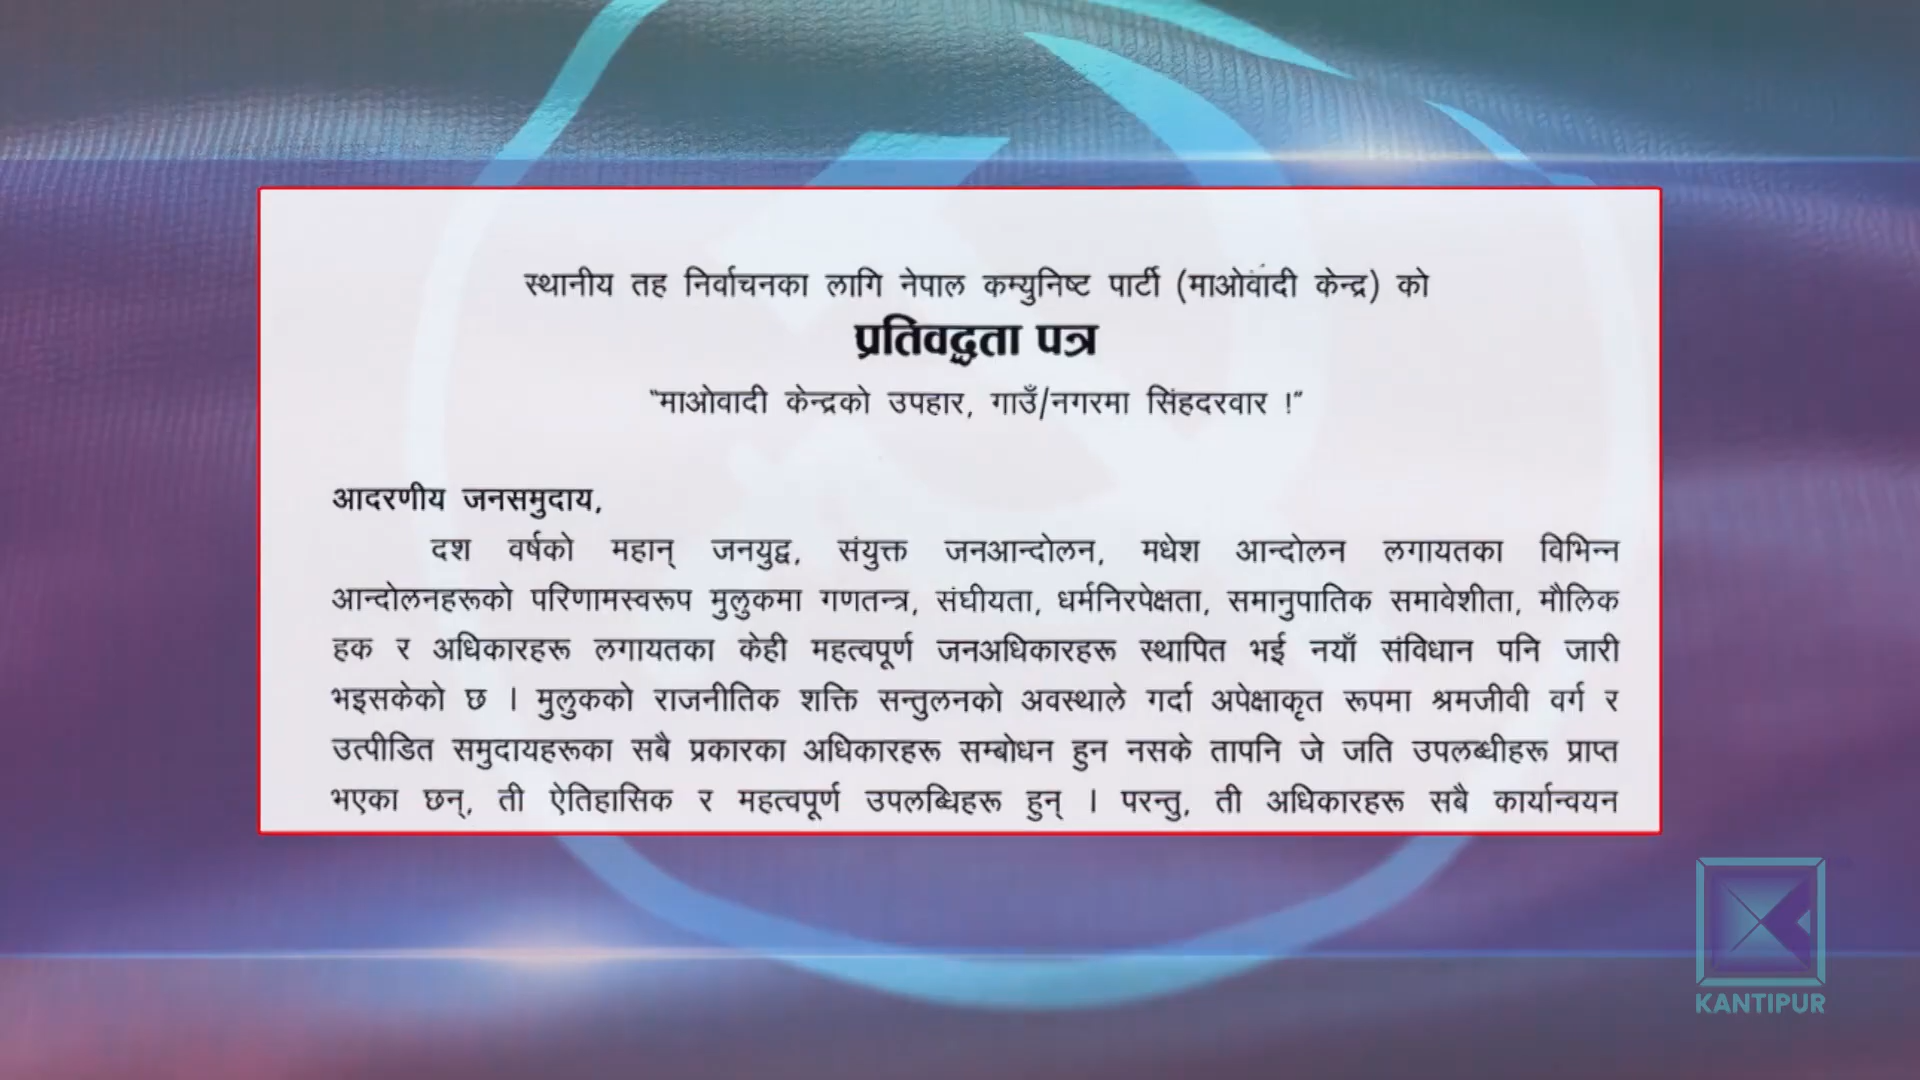 स्थानीय तह निर्वाचनका लागि नेपाल कम्युनिष्ट पार्टी (माओवादी केन्द्र) को
प्रतिवद्धता पत्र
"माओवादी केन्द्रको उपहार, गाउँ/नगरमा सिंहदरवार !"
आदरणीय जनसमुदाय,
दश वर्षको महान् जनयुद्ध, संयुक्त जनआन्दोलन, मधेश आन्दोलन लगायतका विभिन्न
आन्दोलनहरूको परिणामस्वरूप मुलुकमा गणतन्त्र, संघीयता, धर्मनिरपेक्षता, समानुपातिक समावेशीता, मौलिक
हक र अधिकारहरू लगायतका केही महत्वपूर्ण जनअधिकारहरू स्थापित भई नयाँ संविधान पनि जारी
भइसकेको छ । मुलुकको राजनीतिक शक्ति सन्तुलनको अवस्थाले गर्दा अपेक्षाकृत रूपमा श्रमजीवी वर्ग र
उत्पीडित समुदायहरूका सबै प्रकारका अधिकारहरू सम्बोधन हुन नसके तापनि जे जति उपलब्धीहरू प्राप्त
भएका छन्, ती ऐतिहासिक र महत्वपूर्ण उपलब्धिहरू हुन् । परन्तु, ती अधिकारहरू सबै कार्यान्वयन
KANTIPUR